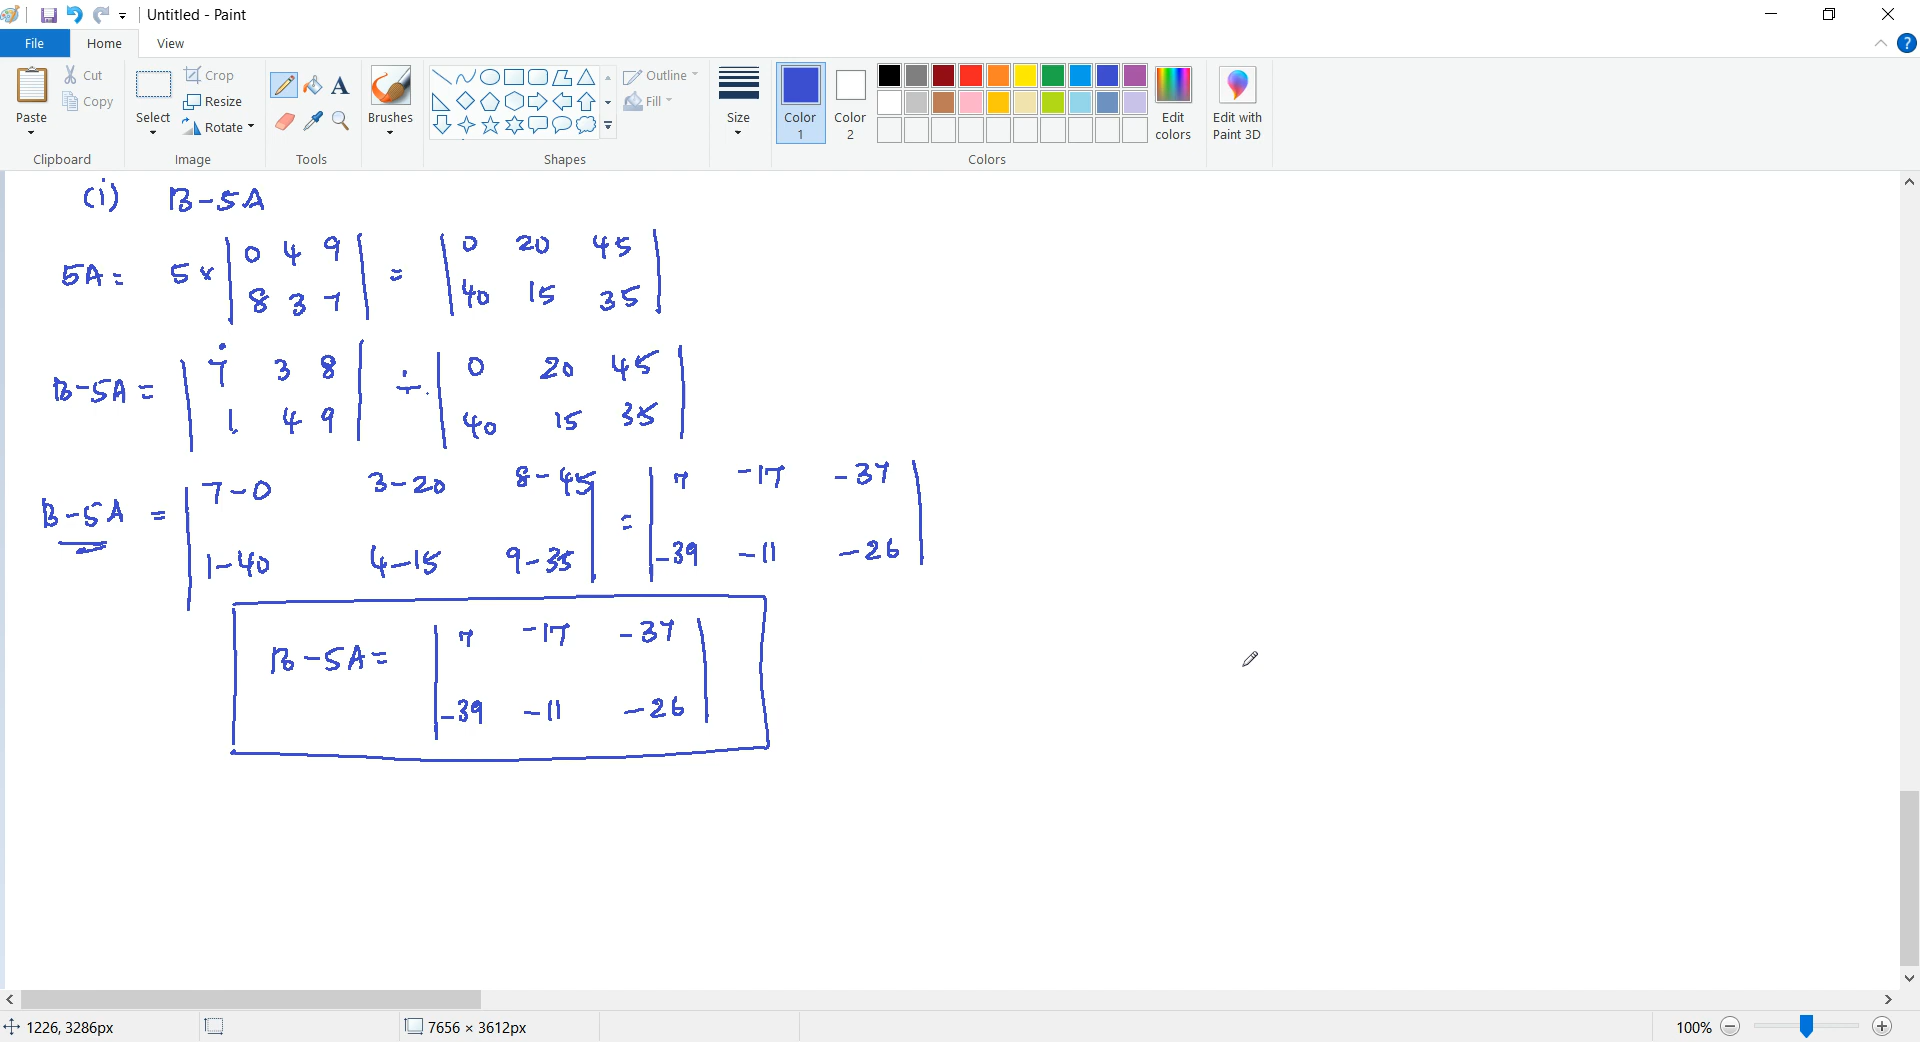 Untitled - Paint
File Home View
Paste Cut Copy Select Crop Resize Rotate Brushes Outline Fill Size Color 1 Color 2 Edit colors Edit with Paint 3D
Clipboard Image Tools Shapes Colors
(i) B-5A
5A= 5 × | 0 4 9 | = | 0 20 45 |
| 8 3 7 | | 40 15 35 |
B-5A = | 7 3 8 | ÷ | 0 20 45 |
| 1 4 9 | | 40 15 35 |
B-5A = | 7-0 3-20 8-45 | = | 7 -17 -37 |
| 1-40 4-15 9-35 | | -39 -11 -26 |
B-5A = | 7 -17 -37 |
| -39 -11 -26 |
1226, 3286px 7656 × 3612px 100%